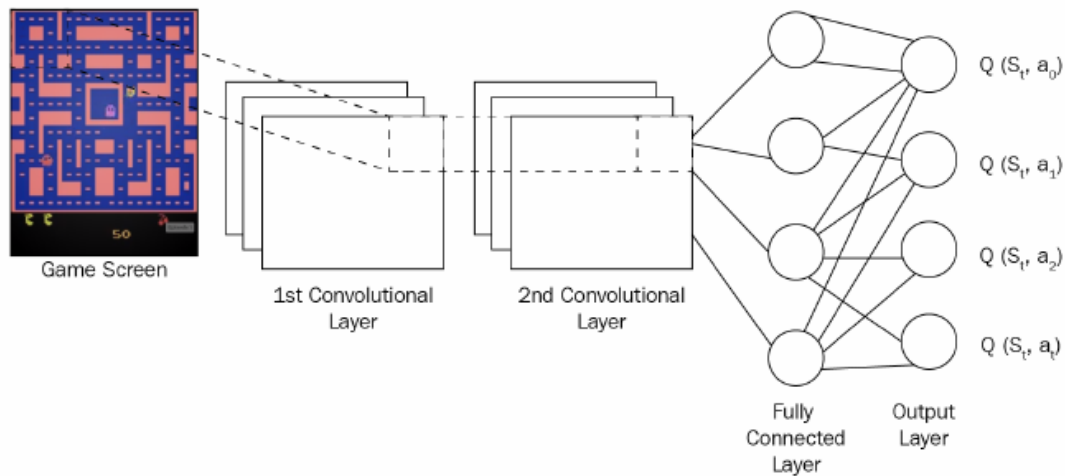 50
Game Screen
1st Convolutional
Layer
2nd Convolutional
Layer
Fully
Connected
Layer
Output
Layer
Q (Sₜ, a₀)
Q (Sₜ, a₁)
Q (Sₜ, a₂)
Q (Sₜ, aₜ)